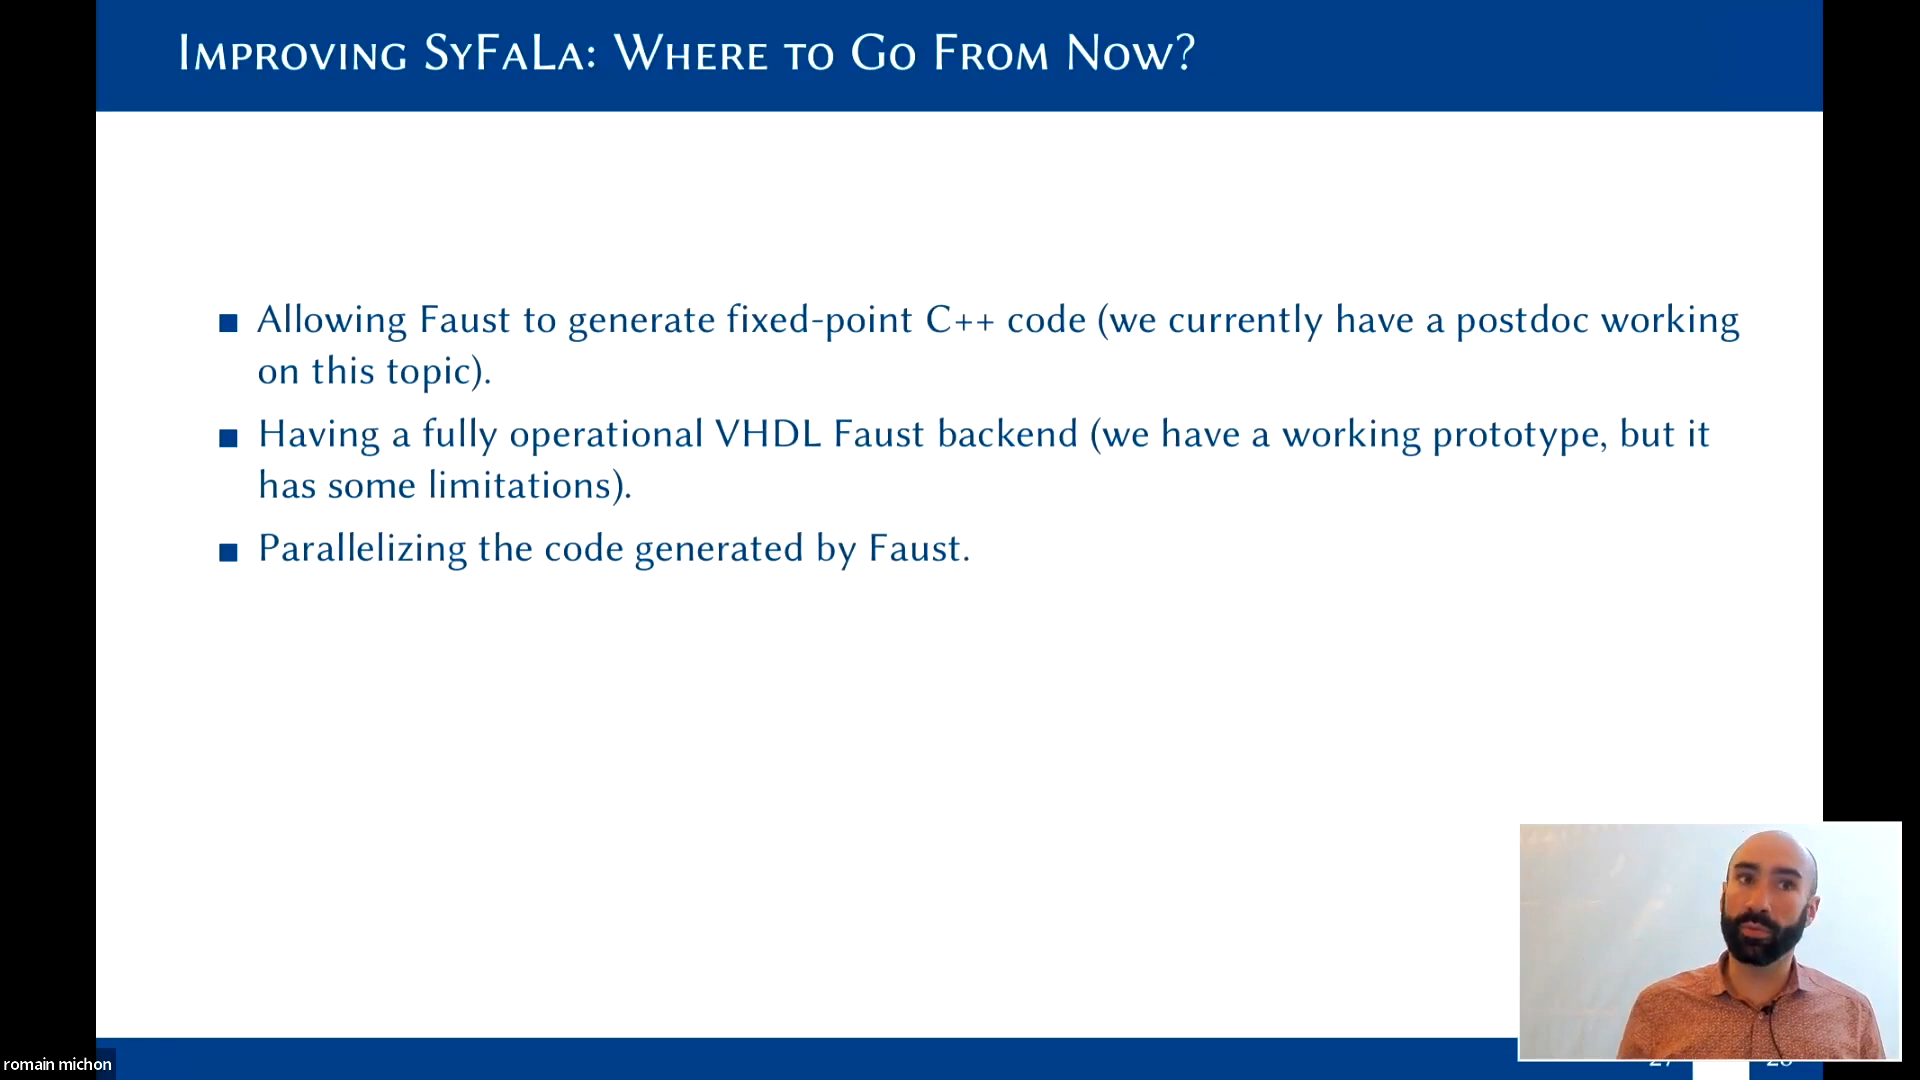 Improving SyFaLa: Where to Go From Now?
■ Allowing Faust to generate fixed-point C++ code (we currently have a postdoc working
on this topic).
■ Having a fully operational VHDL Faust backend (we have a working prototype, but it
has some limitations).
■ Parallelizing the code generated by Faust.
romain michon